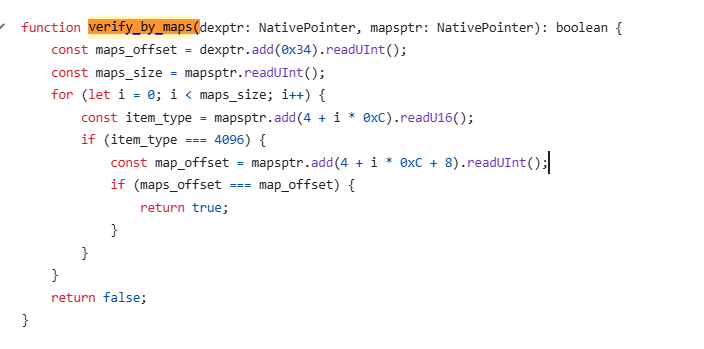 function verify_by_maps(dexptr: NativePointer, mapsptr: NativePointer): boolean {
    const maps_offset = dexptr.add(0x34).readUInt();
    const maps_size = mapsptr.readUInt();
    for (let i = 0; i < maps_size; i++) {
        const item_type = mapsptr.add(4 + i * 0xC).readU16();
        if (item_type === 4096) {
            const map_offset = mapsptr.add(4 + i * 0xC + 8).readUInt();
            if (maps_offset === map_offset) {
                return true;
            }
        }
    }
    return false;
}